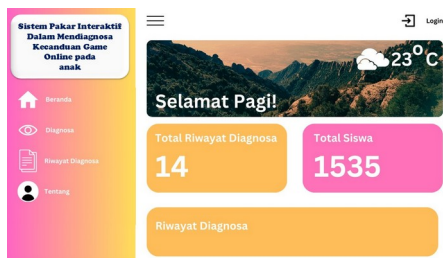 Sistem Pakar Interaktif
Dalam Mendiagnosa
Kecanduan Game
Online pada
anak
Beranda
Diagnosa
Riwayat Diagnosa
Tentang
Login
23°C
Selamat Pagi!
Total Riwayat Diagnosa
14
Total Siswa
1535
Riwayat Diagnosa